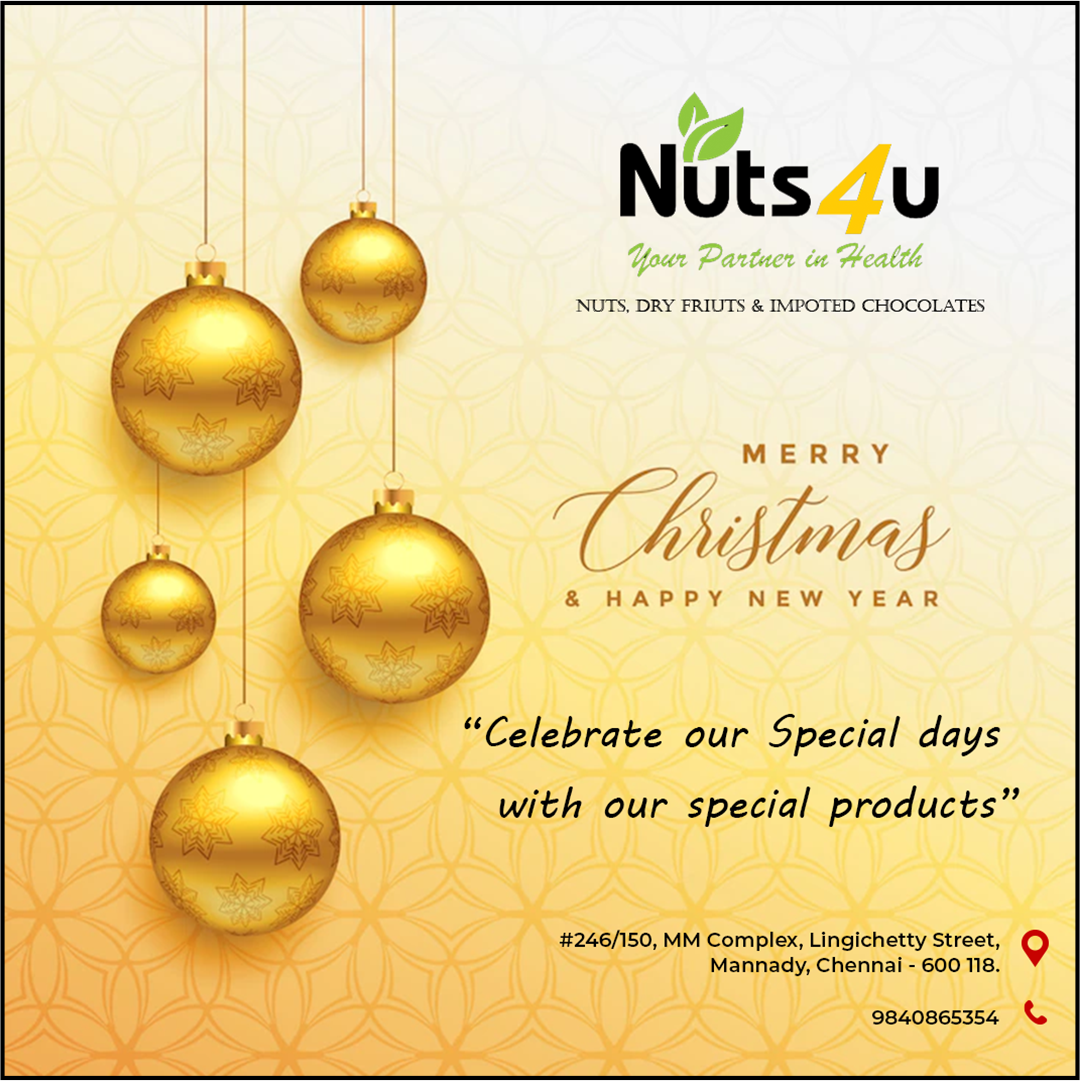 Nuts4u
Your Partner in Health
NUTS, DRY FRIUTS & IMPOTED CHOCOLATES
MERRY
Christmas
& HAPPY NEW YEAR
“Celebrate our Special days
with our special products”
#246/150, MM Complex, Lingichetty Street,
Mannady, Chennai - 600 118.
9840865354